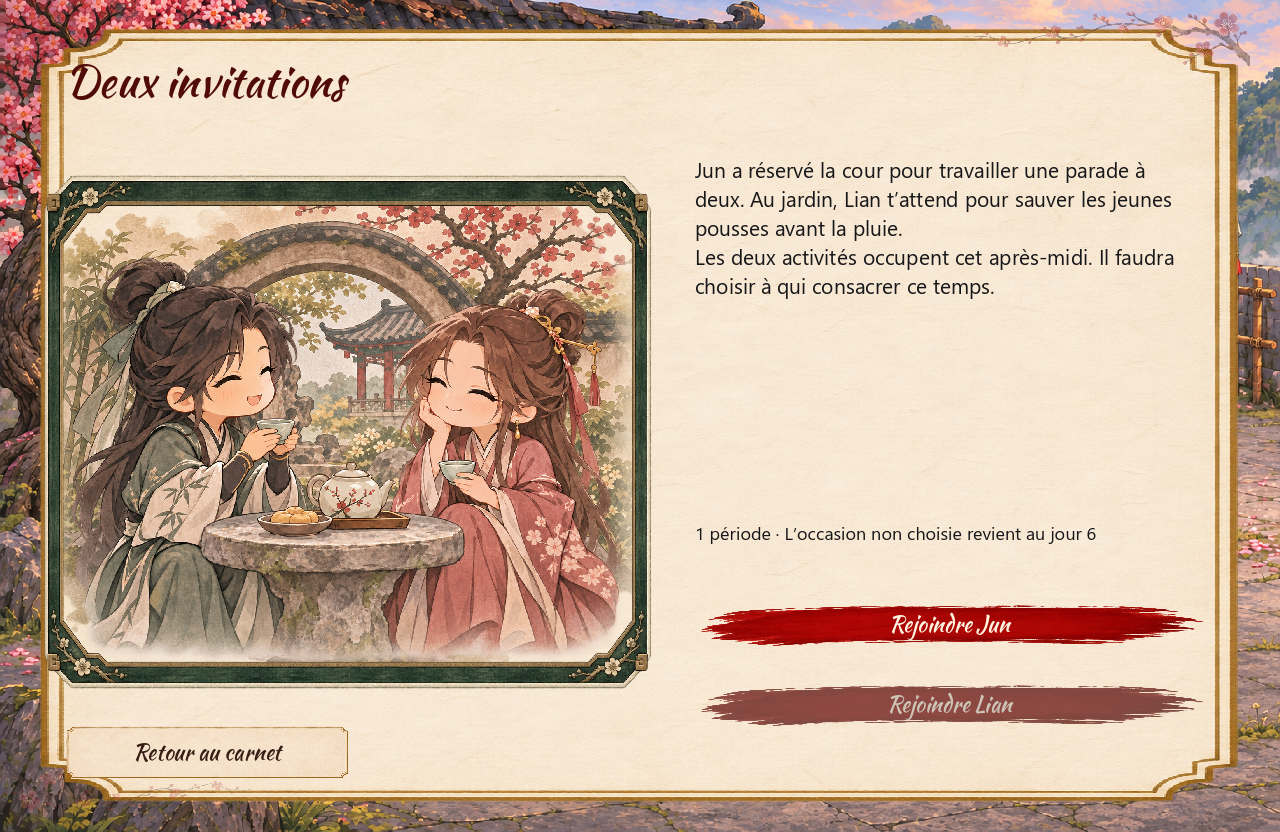 Deux invitations
Jun a réservé la cour pour travailler une parade à
deux. Au jardin, Lian t’attend pour sauver les jeunes
pousses avant la pluie.
Les deux activités occupent cet après-midi. Il faudra
choisir à qui consacrer ce temps.
1 période · L’occasion non choisie revient au jour 6
Rejoindre Jun
Rejoindre Lian
Retour au carnet